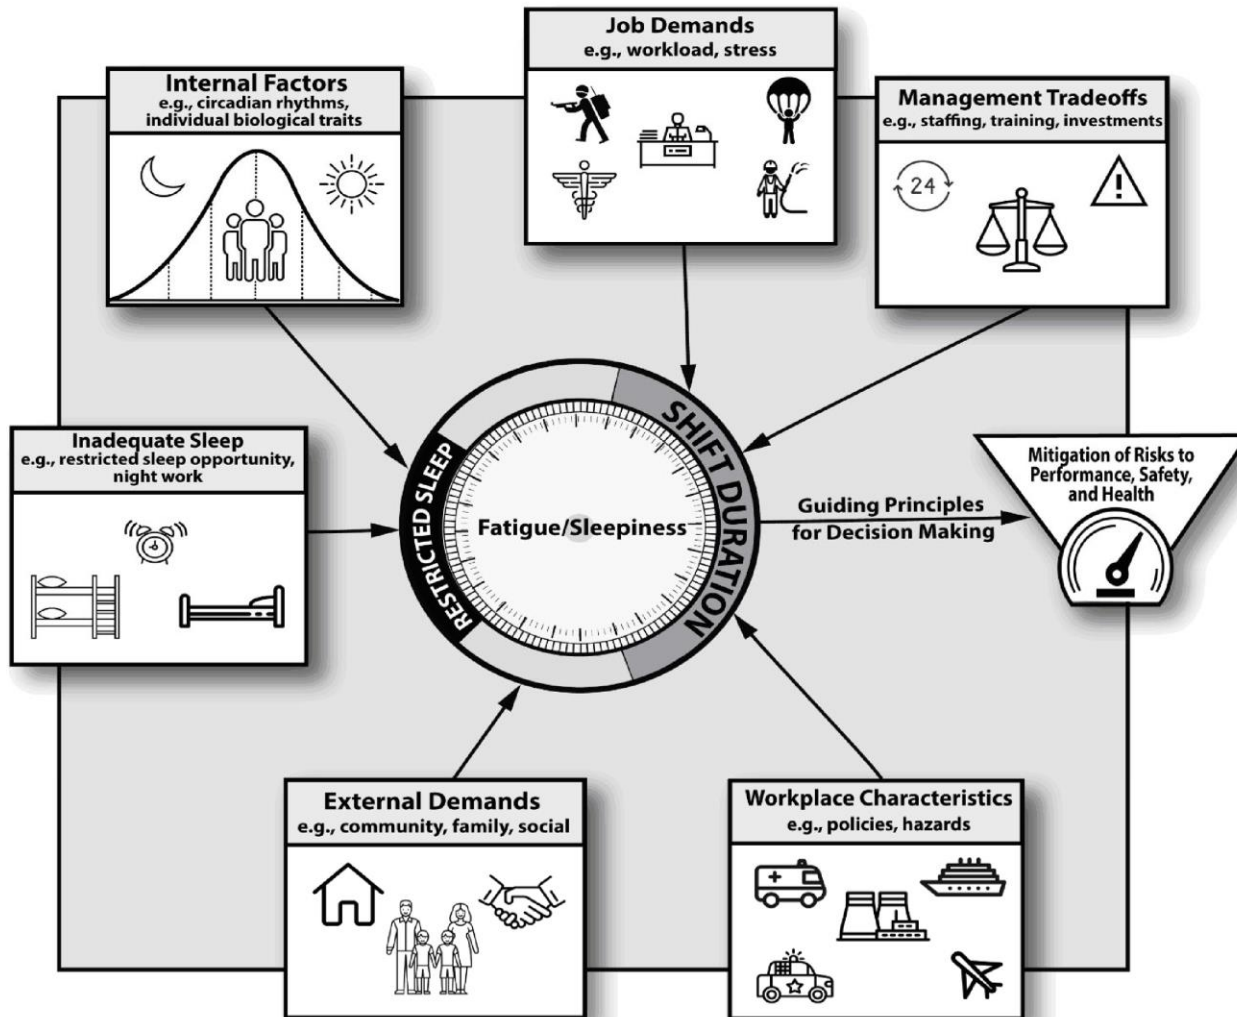 Job Demands
e.g., workload, stress
Internal Factors
e.g., circadian rhythms,
individual biological traits
Management Tradeoffs
e.g., staffing, training, investments
24
!
Inadequate Sleep
e.g., restricted sleep opportunity,
night work
RESTRICTED SLEEP
Fatigue/Sleepiness
SHIFT DURATION
Guiding Principles
for Decision Making
Mitigation of Risks to
Performance, Safety,
and Health
External Demands
e.g., community, family, social
Workplace Characteristics
e.g., policies, hazards